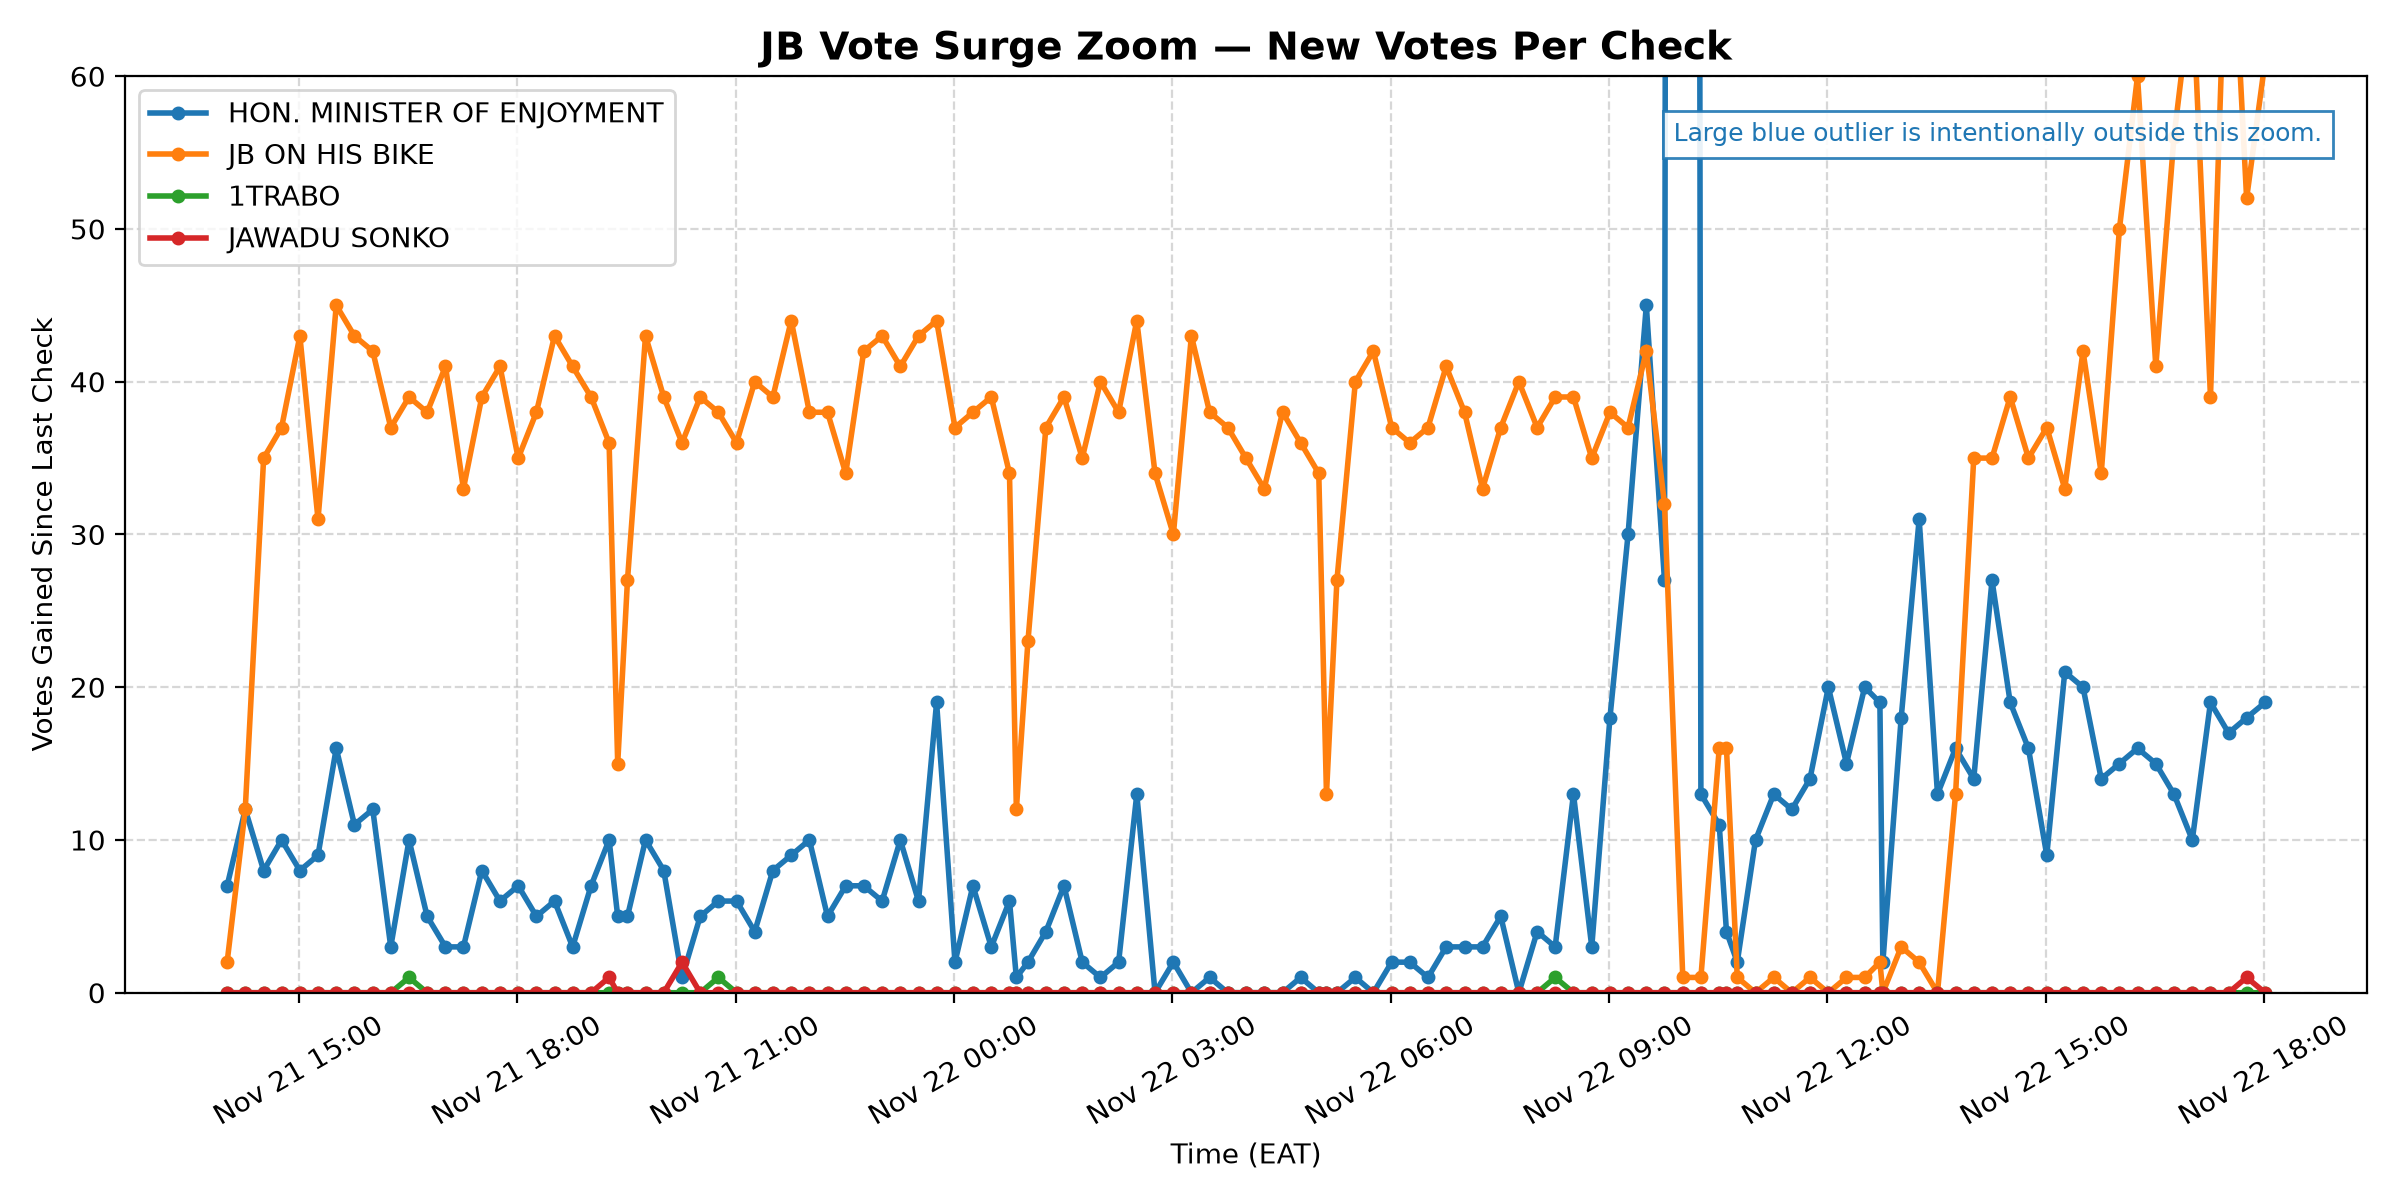 JB Vote Surge Zoom — New Votes Per Check
60
50
40
30
20
10
0
Votes Gained Since Last Check
HON. MINISTER OF ENJOYMENT
JB ON HIS BIKE
1TRABO
JAWADU SONKO
Large blue outlier is intentionally outside this zoom.
Nov 21 15:00
Nov 21 18:00
Nov 21 21:00
Nov 22 00:00
Nov 22 03:00
Nov 22 06:00
Nov 22 09:00
Nov 22 12:00
Nov 22 15:00
Nov 22 18:00
Time (EAT)